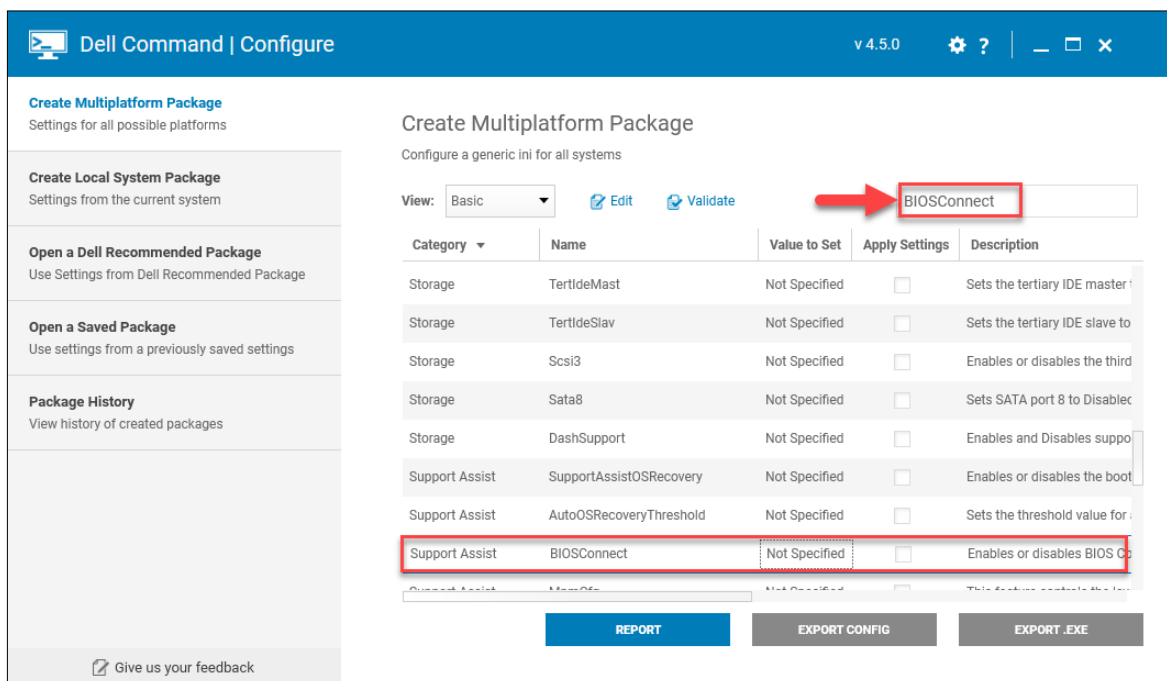 Dell Command | Configure
v 4.5.0
?
Create Multiplatform Package
Settings for all possible platforms
Create Local System Package
Settings from the current system
Open a Dell Recommended Package
Use Settings from Dell Recommended Package
Open a Saved Package
Use settings from a previously saved settings
Package History
View history of created packages
Give us your feedback
Create Multiplatform Package
Configure a generic ini for all systems
View: Basic Edit Validate BIOSConnect
Category Name Value to Set Apply Settings Description
Storage TertIdeMast Not Specified Sets the tertiary IDE master
Storage TertIdeSlav Not Specified Sets the tertiary IDE slave to
Storage Scsi3 Not Specified Enables or disables the third
Storage Sata8 Not Specified Sets SATA port 8 to Disabled
Storage DashSupport Not Specified Enables and Disables suppo
Support Assist SupportAssistOSRecovery Not Specified Enables or disables the boot
Support Assist AutoOSRecoveryThreshold Not Specified Sets the threshold value for
Support Assist BIOSConnect Not Specified Enables or disables BIOS Co
REPORT EXPORT CONFIG EXPORT .EXE